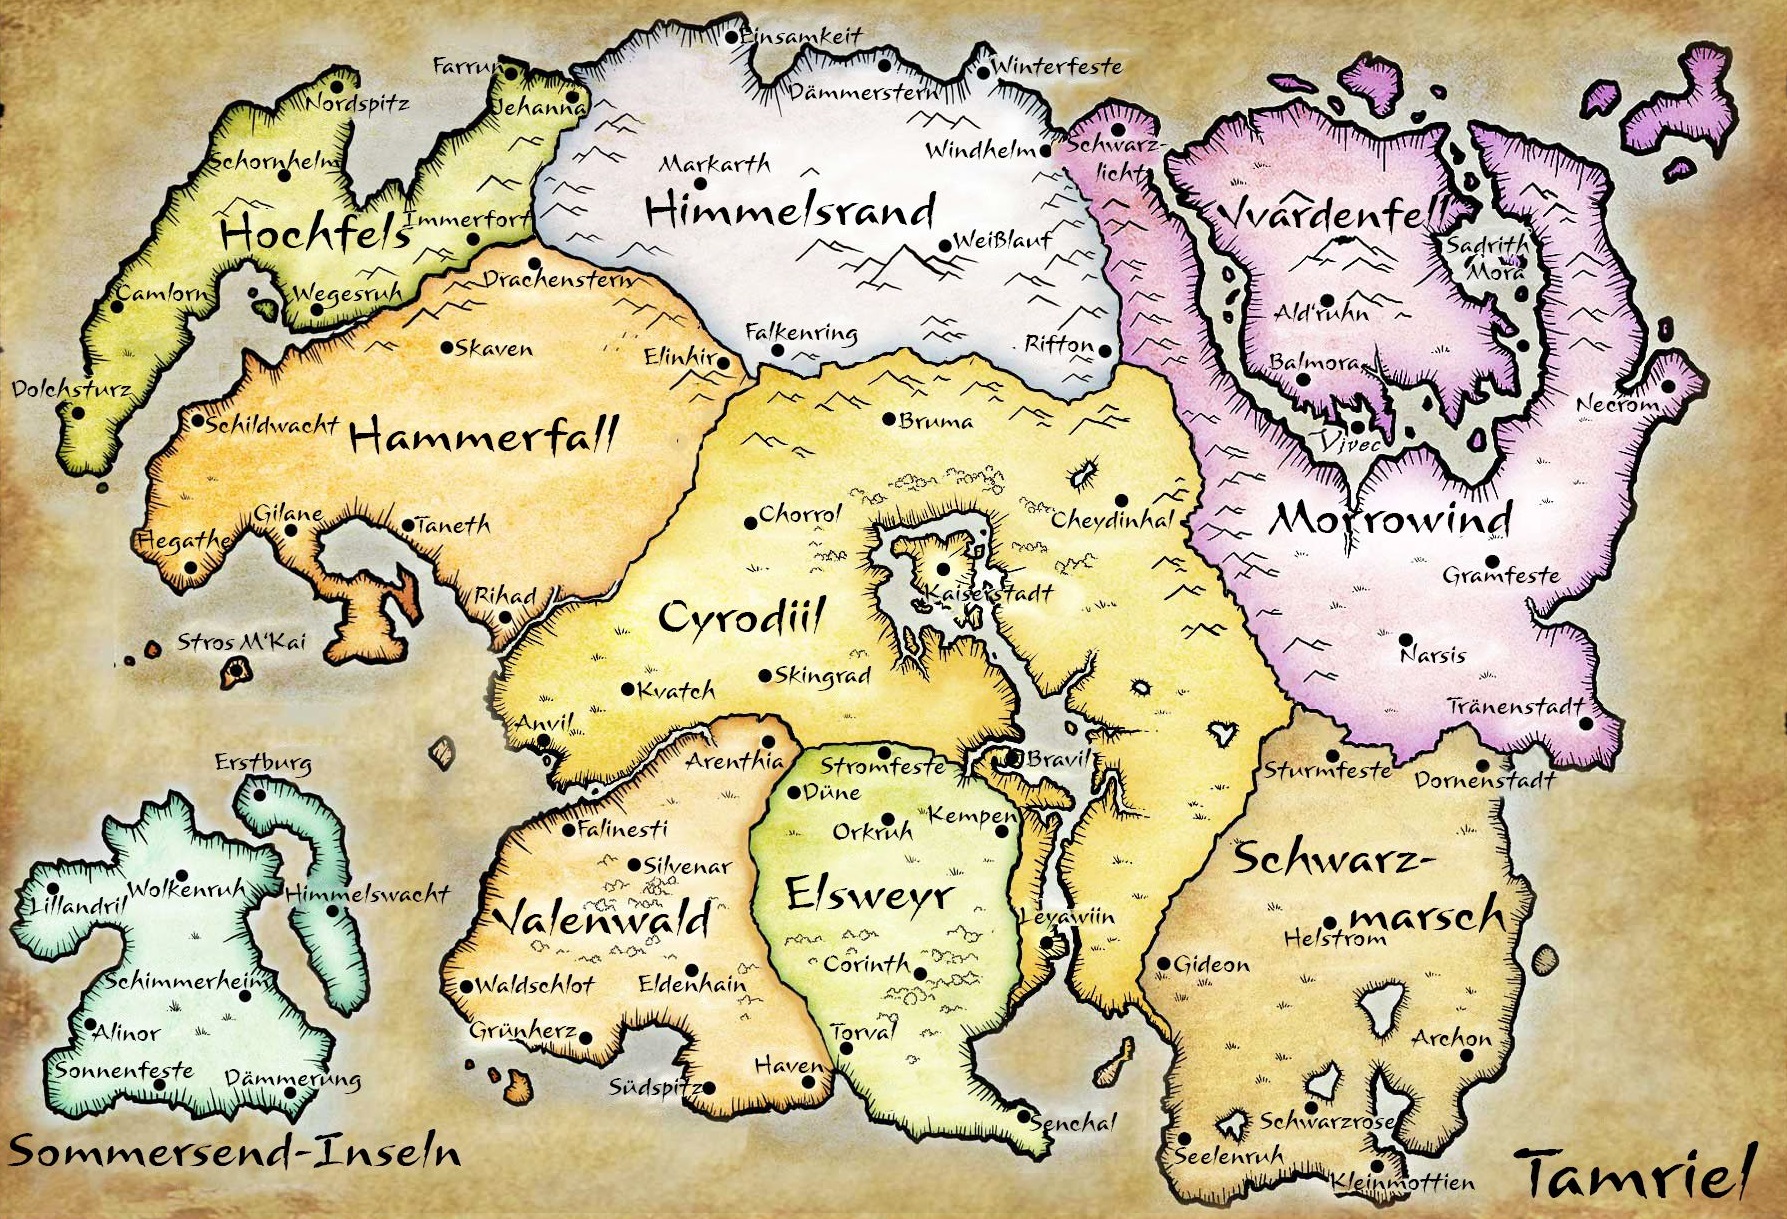 Einsamkeit
Farrun
Winterfeste
Dämmerstern
Nordspitz
Jehanna
Schwarz-
licht
Windhelm
Schornhelm
Markarth
Himmelsrand
Vvardenfell
Hochfels
Immerfort
Weißlauf
Sadrith
Mora
Drachenstern
Camlorn
Wegesruh
Ald'ruhn
Falkenring
Rifton
Skaven
Elinhir
Balmora
Dolchsturz
Necrom
Schildwacht
Hammerfall
Bruma
Vivec
Gilane
Taneth
Chorrol
Cheydinhal
Morrowind
Hegathe
Gramfeste
Rihad
Kaiserstadt
Cyrodiil
Stros M'Kai
Narsis
Kvatch
Skingrad
Tränenstadt
Anvil
Erstburg
Arenthia
Stromfeste
Bravil
Sturmfeste
Dornenstadt
Düne
Falinesti
Orkruh
Kempen
Silvenar
Schwarz-
marsch
Wolkenruh
Himmelswacht
Lillandril
Valenwald
Elsweyr
Leyawiin
Helstrom
Corinth
Gideon
Schimmerheim
Waldschlot
Eldenhain
Alinor
Grünherz
Torval
Archon
Sonnenfeste
Dämmerung
Südspitz
Haven
Senchal
Schwarzrose
Sommersend-Inseln
Seelenruh
Kleinmottien
Tamriel